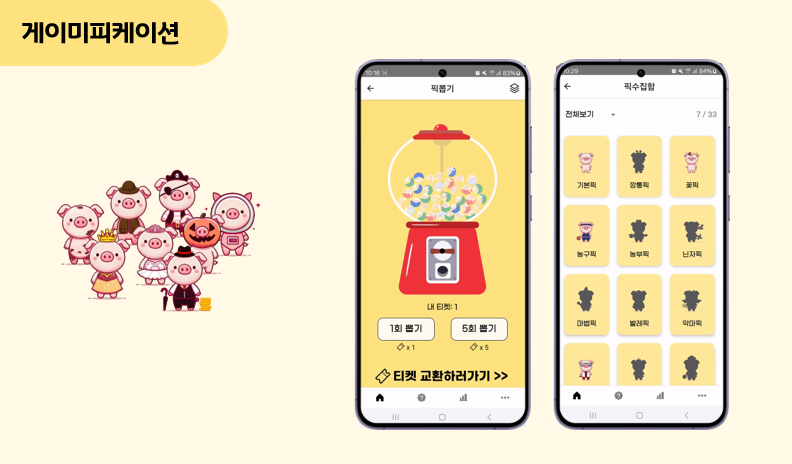 게이미피케이션
10:16
83%
픽뽑기
내 티켓: 1
1회 뽑기
5회 뽑기
x 1
x 5
티켓 교환하러가기 >>
10:29
84%
픽수집함
전체보기
7 / 33
기본픽
깡통픽
꽃픽
농구픽
농부픽
닌자픽
마법픽
발레픽
악마픽